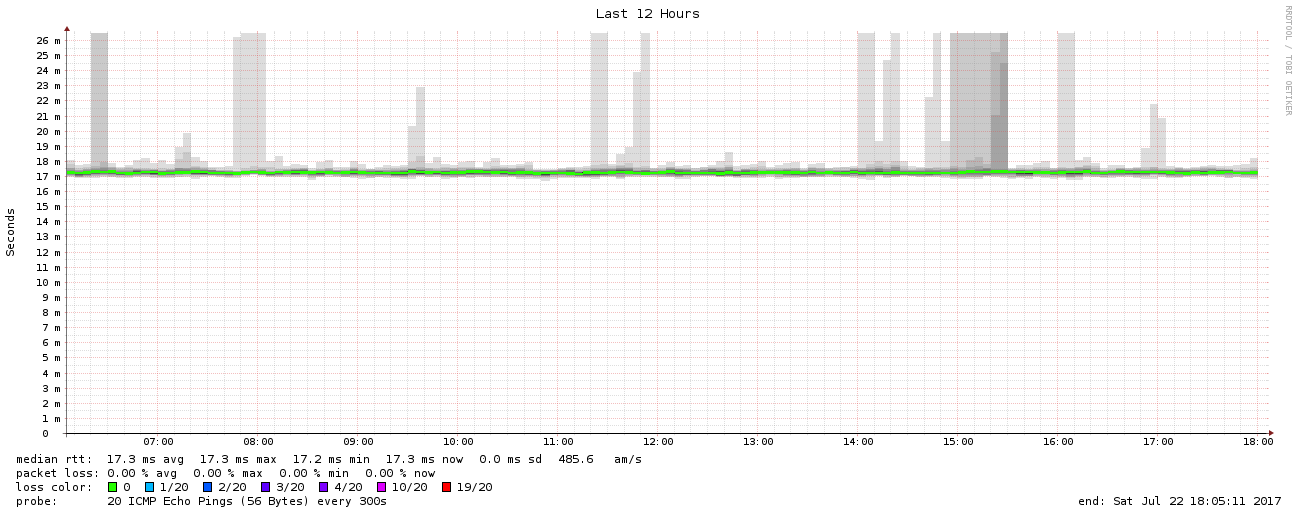 Last 12 Hours
RRDTOOL / TOBI OETIKER
Seconds
26 m
25 m
24 m
23 m
22 m
21 m
20 m
19 m
18 m
17 m
16 m
15 m
14 m
13 m
12 m
11 m
10 m
9 m
8 m
7 m
6 m
5 m
4 m
3 m
2 m
1 m
0
07:00 08:00 09:00 10:00 11:00 12:00 13:00 14:00 15:00 16:00 17:00 18:00
median rtt: 17.3 ms avg 17.3 ms max 17.2 ms min 17.3 ms now 0.0 ms sd 485.6 am/s
packet loss: 0.00 % avg 0.00 % max 0.00 % min 0.00 % now
loss color: 0 1/20 2/20 3/20 4/20 10/20 19/20
probe: 20 ICMP Echo Pings (56 Bytes) every 300s end: Sat Jul 22 18:05:11 2017